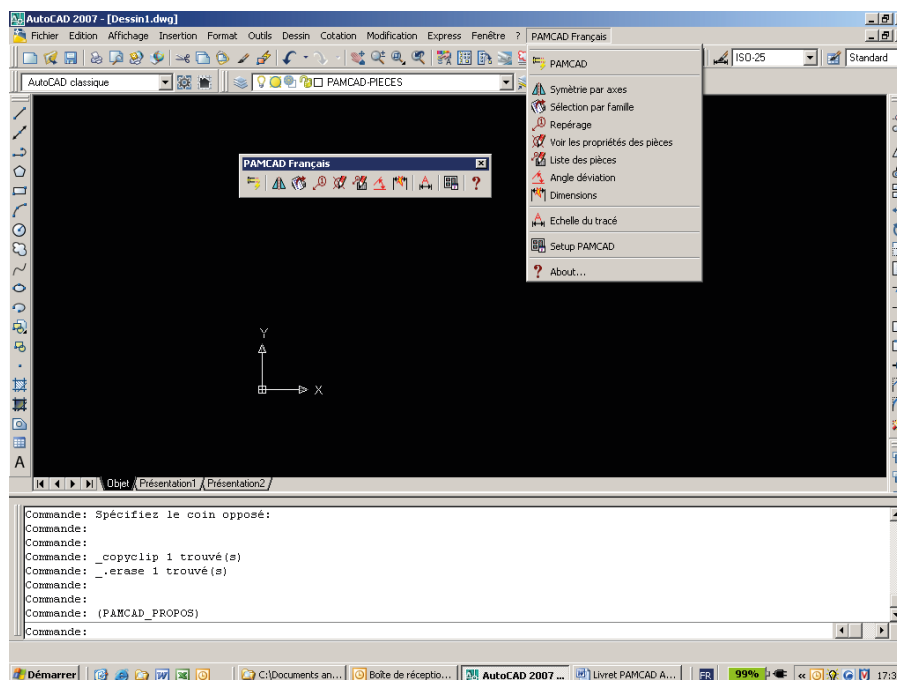 AutoCAD 2007 - [Dessin1.dwg]
Fichier Edition Affichage Insertion Format Outils Dessin Cotation Modification Express Fenêtre ? PAMCAD Français
ISO-25 Standard
AutoCAD classique PAMCAD-PIECES
PAMCAD
Symètrie par axes
Sélection par famille
Repérage
Voir les propriétés des pièces
Liste des pièces
Angle déviation
Dimensions
Echelle du tracé
Setup PAMCAD
About...
PAMCAD Français
Y
X
A
Objet Présentation1 Présentation2
Commande: Spécifiez le coin opposé:
Commande:
Commande:
Commande: _copyclip 1 trouvé(s)
Commande: _.erase 1 trouvé(s)
Commande:
Commande:
Commande: (PAMCAD_PROPOS)
Commande:
Démarrer C:\Documents an... Boîte de réceptio... AutoCAD 2007 ... Livret PAMCAD A... FR 99% « 17:3